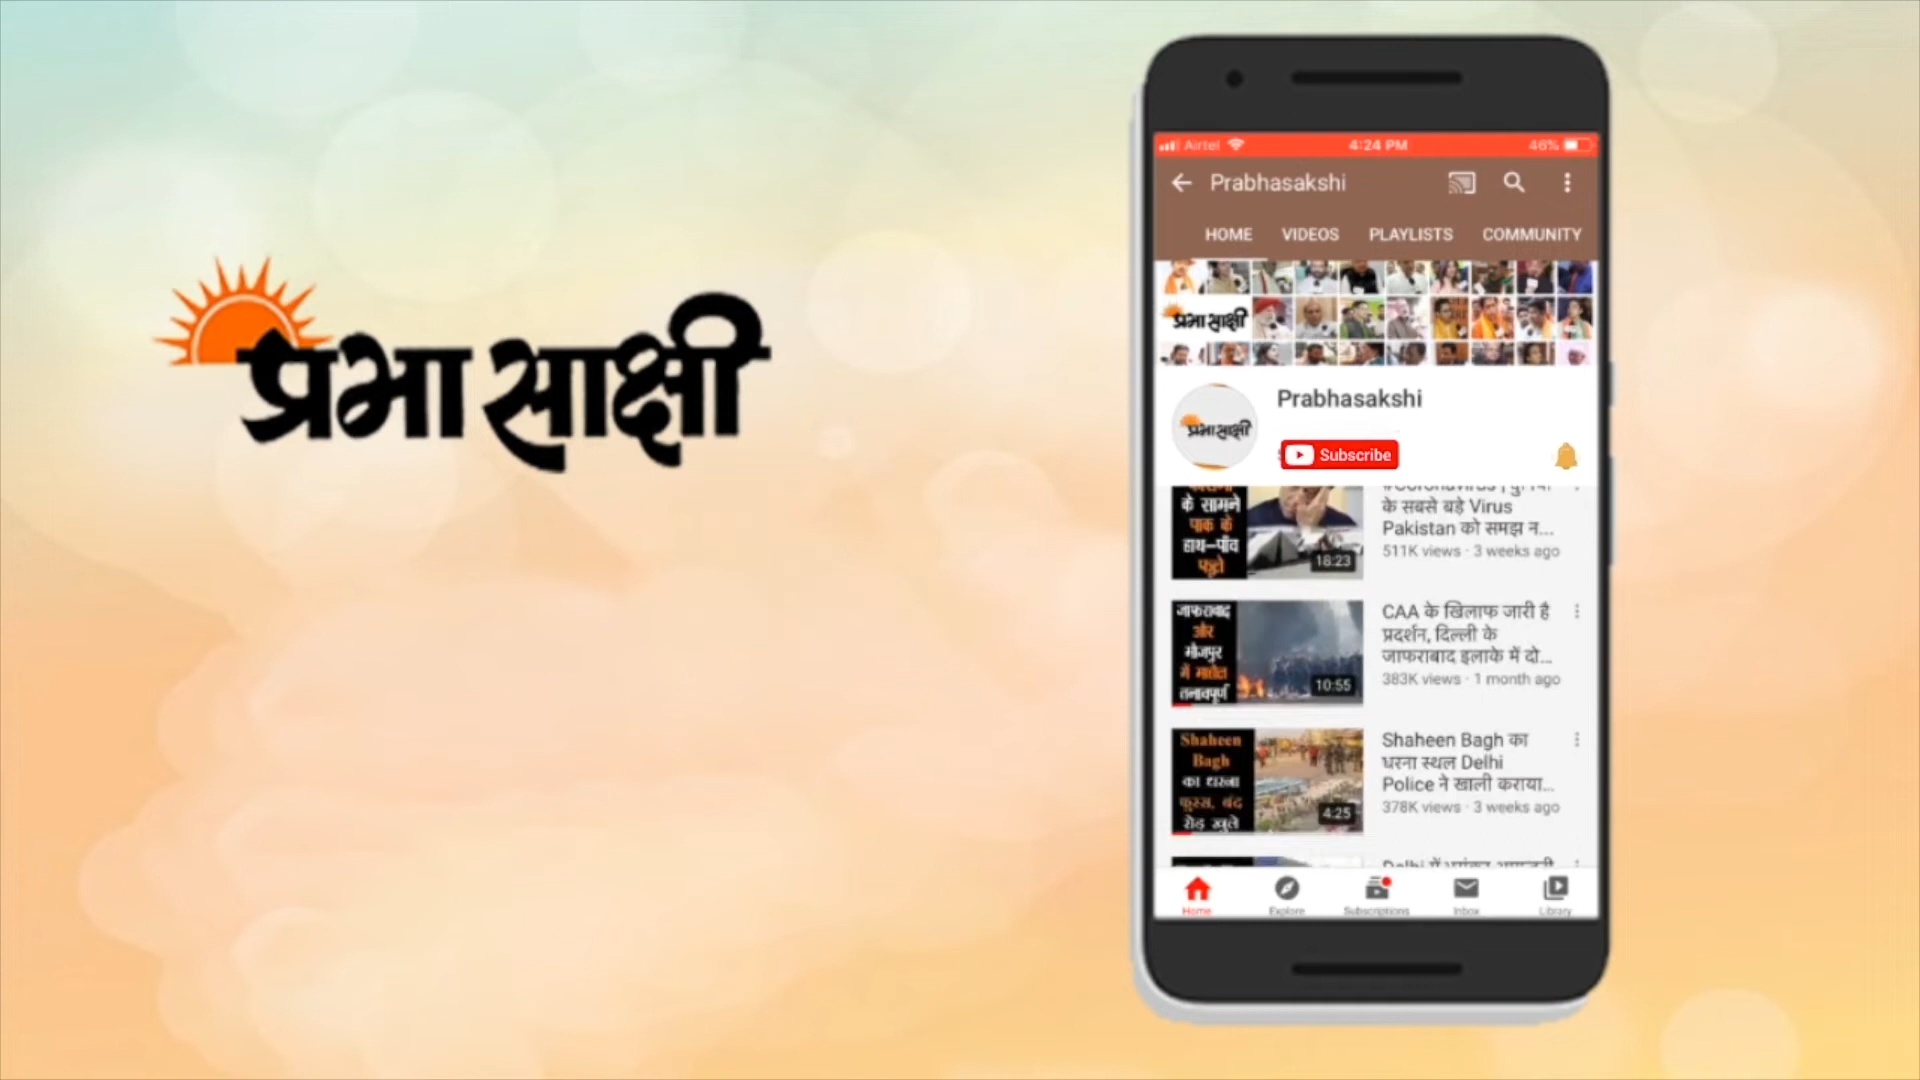 प्रभासाक्षी
Airtel
4:24 PM
46%
Prabhasakshi
HOME VIDEOS PLAYLISTS COMMUNITY
प्रभासाक्षी
प्रभासाक्षी
Prabhasakshi
Subscribe
के सामने
पाक के
हाथ-पाँव
फूले
18:23
के सबसे बड़े Virus
Pakistan को समझ न...
511K views · 3 weeks ago
जाफराबाद
और
मौजपुर
में माहौल
तनावपूर्ण
10:55
CAA के खिलाफ जारी है
प्रदर्शन, दिल्ली के
जाफराबाद इलाके में दो...
383K views · 1 month ago
Shaheen
Bagh
का धरना
फुस्स, बंद
रोड खुले
4:25
Shaheen Bagh का
धरना स्थल Delhi
Police ने खाली कराया...
378K views · 3 weeks ago
Home Explore Subscriptions Inbox Library